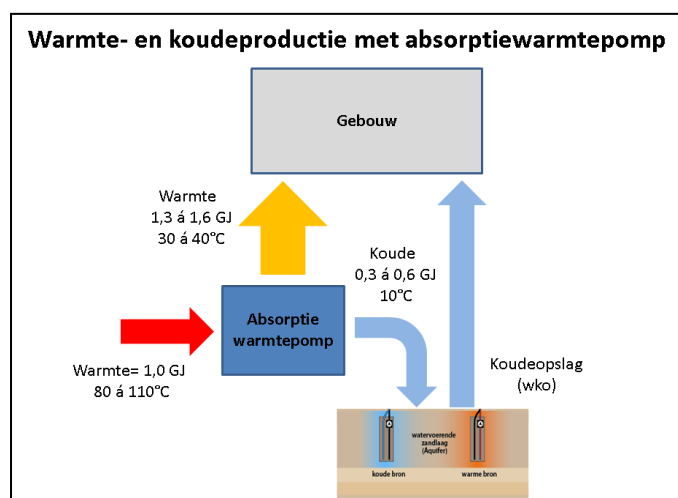 Warmte- en koudeproductie met absorptiewarmtepomp
Gebouw
Warmte
1,3 á 1,6 GJ
30 á 40°C
Koude
0,3 á 0,6 GJ
10°C
Absorptie
warmtepomp
Warmte= 1,0 GJ
80 á 110°C
Koudeopslag
(wko)
watervoerende
zandlaag
(Aquifer)
koude bron
warme bron